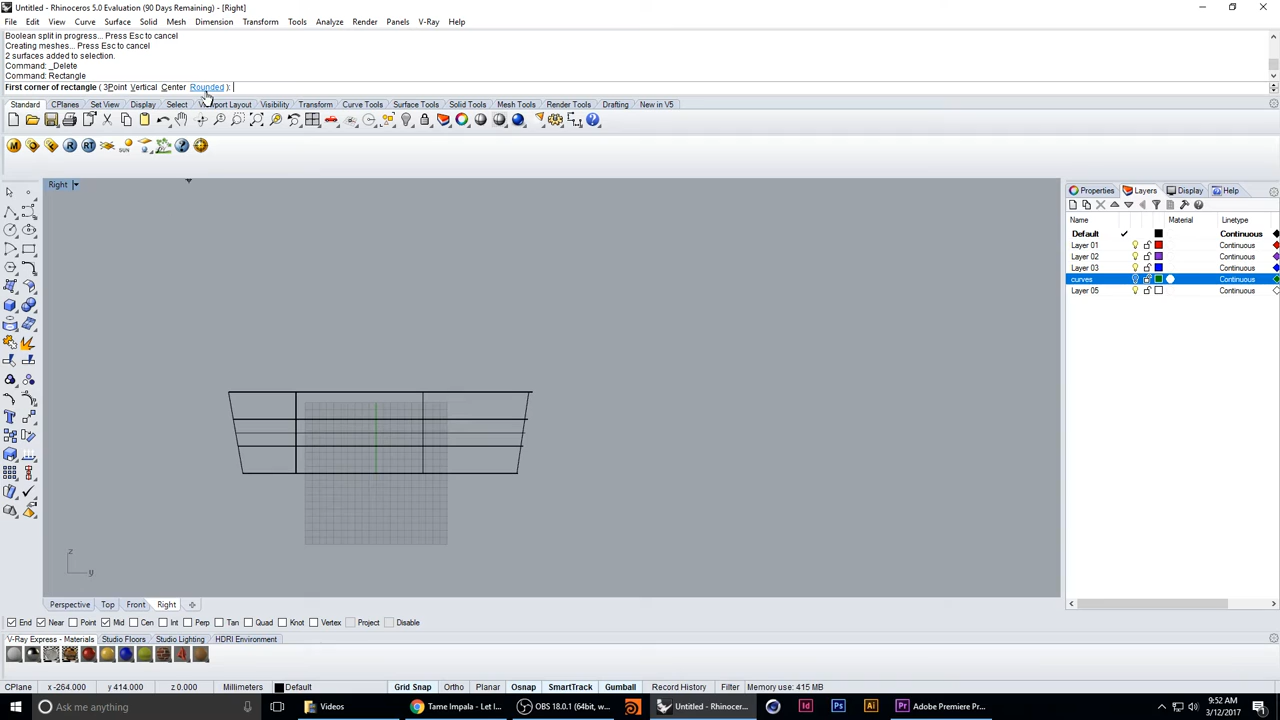 Untitled - Rhinoceros 5.0 Evaluation (90 Days Remaining) - [Right]
File Edit View Curve Surface Solid Mesh Dimension Transform Tools Analyze Render Panels V-Ray Help
Boolean split in progress... Press Esc to cancel
Creating meshes... Press Esc to cancel
2 surfaces added to selection.
Command: _Delete
Command: Rectangle
First corner of rectangle ( 3Point Vertical Center Rounded ):
Standard CPlanes Set View Display Select Viewport Layout Visibility Transform Curve Tools Surface Tools Solid Tools Mesh Tools Render Tools Drafting New in V5
Right
Properties Layers Display Help
Name Material Linetype
Default Continuous
Layer 01 Continuous
Layer 02 Continuous
Layer 03 Continuous
curves Continuous
Layer 05 Continuous
z
y
Perspective Top Front Right
End Near Point Mid Cen Int Perp Tan Quad Knot Vertex Project Disable
V-Ray Express - Materials Studio Floors Studio Lighting HDRI Environment
CPlane x -264.000 y 414.000 z 0.000 Millimeters Default Grid Snap Ortho Planar Osnap SmartTrack Gumball Record History Filter Memory use: 415 MB
Ask me anything Videos Tame Impala - Let I... OBS 18.0.1 (64bit, w... Untitled - Rhinocer... Id Ps Ai Pr Adobe Premiere Pro...
9:52 AM
3/12/2017